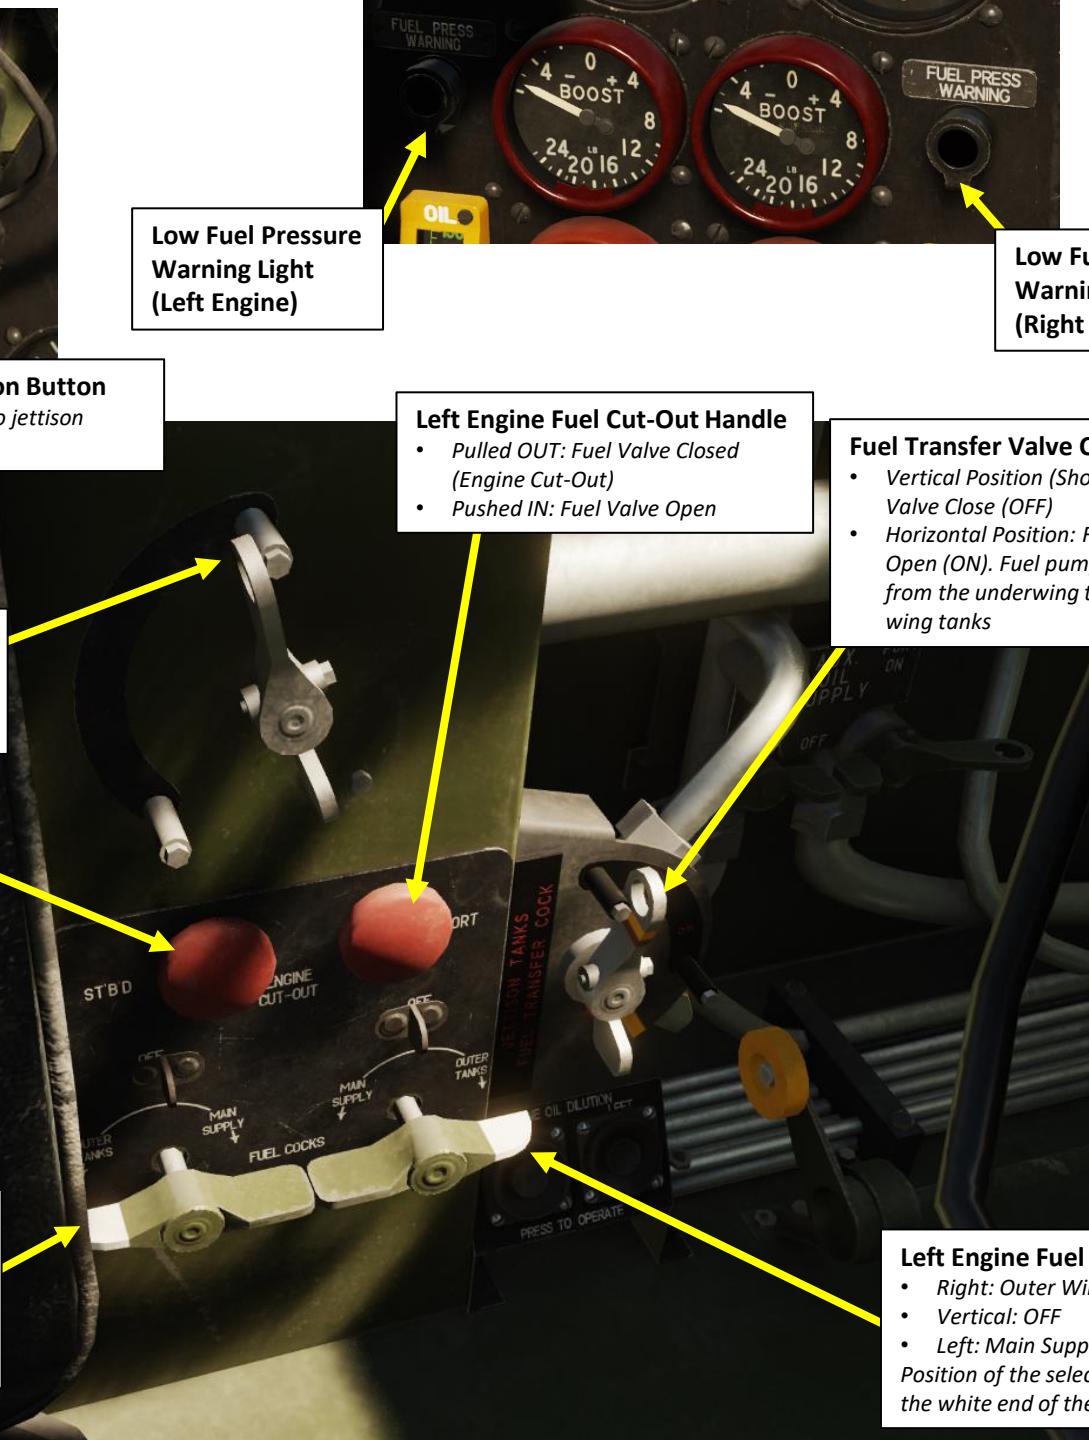 FUEL PRESS
WARNING
4 - 0 + 4
BOOST
8
12
24 LB
20 16
4 - 0 + 4
BOOST
8
12
24 LB
20 16
FUEL PRESS
WARNING
OIL
Low Fuel Pressure
Warning Light
(Left Engine)
Low Fu
Warnin
(Right
on Button
o jettison
Left Engine Fuel Cut-Out Handle
• Pulled OUT: Fuel Valve Closed
(Engine Cut-Out)
• Pushed IN: Fuel Valve Open
Fuel Transfer Valve C
• Vertical Position (Sho
Valve Close (OFF)
• Horizontal Position: F
Open (ON). Fuel pum
from the underwing t
wing tanks
OIL
SUPPLY
ON
OFF
ST'BD
ENGINE
CUT-OUT
ORT
JETTISON TANKS
FUEL TRANSFER COCK
OFF
MAIN
SUPPLY
OUTER
TANKS
OFF
MAIN
SUPPLY
UTER
ANKS
FUEL COCKS
OIL DILUTION
PRESS TO OPERATE
Left Engine Fuel
• Right: Outer Wi
• Vertical: OFF
• Left: Main Supp
Position of the selec
the white end of the